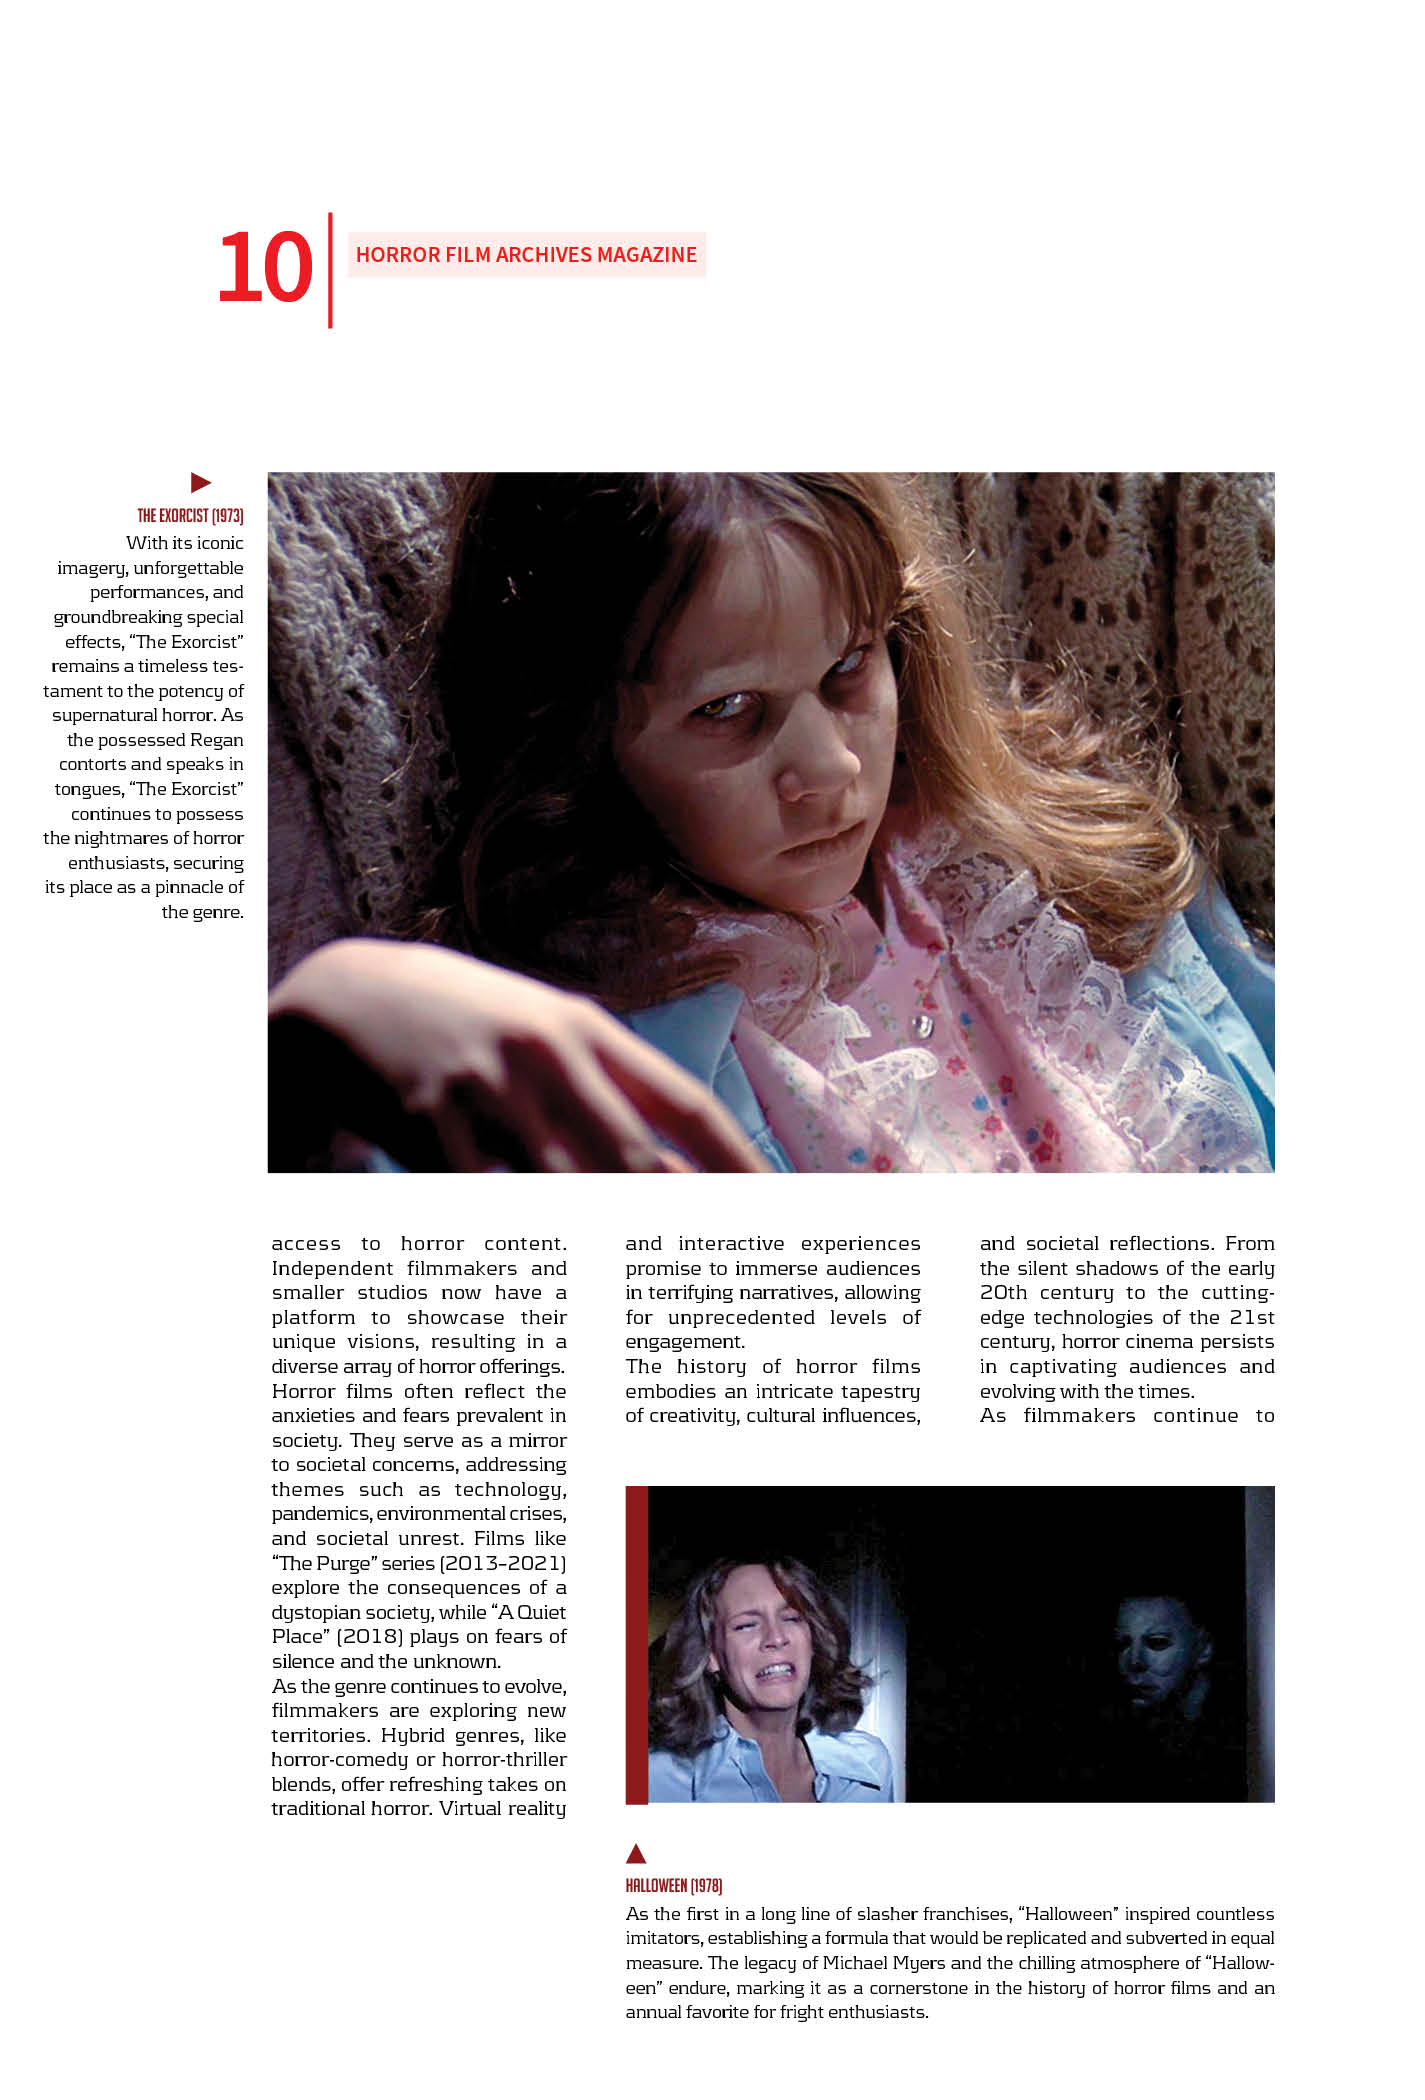 10
HORROR FILM ARCHIVES MAGAZINE
THE EXORCIST (1973)
With its iconic
imagery, unforgettable
performances, and
groundbreaking special
effects, “The Exorcist”
remains a timeless tes-
tament to the potency of
supernatural horror. As
the possessed Regan
contorts and speaks in
tongues, “The Exorcist”
continues to possess
the nightmares of horror
enthusiasts, securing
its place as a pinnacle of
the genre.
access to horror content.
Independent filmmakers and
smaller studios now have a
platform to showcase their
unique visions, resulting in a
diverse array of horror offerings.
Horror films often reflect the
anxieties and fears prevalent in
society. They serve as a mirror
to societal concerns, addressing
themes such as technology,
pandemics, environmental crises,
and societal unrest. Films like
“The Purge” series (2013–2021)
explore the consequences of a
dystopian society, while “A Quiet
Place” (2018) plays on fears of
silence and the unknown.
As the genre continues to evolve,
filmmakers are exploring new
territories. Hybrid genres, like
horror-comedy or horror-thriller
blends, offer refreshing takes on
traditional horror. Virtual reality
and interactive experiences
promise to immerse audiences
in terrifying narratives, allowing
for unprecedented levels of
engagement.
The history of horror films
embodies an intricate tapestry
of creativity, cultural influences,
and societal reflections. From
the silent shadows of the early
20th century to the cutting-
edge technologies of the 21st
century, horror cinema persists
in captivating audiences and
evolving with the times.
As filmmakers continue to
HALLOWEEN (1978)
As the first in a long line of slasher franchises, “Halloween” inspired countless
imitators, establishing a formula that would be replicated and subverted in equal
measure. The legacy of Michael Myers and the chilling atmosphere of “Hallow-
een” endure, marking it as a cornerstone in the history of horror films and an
annual favorite for fright enthusiasts.